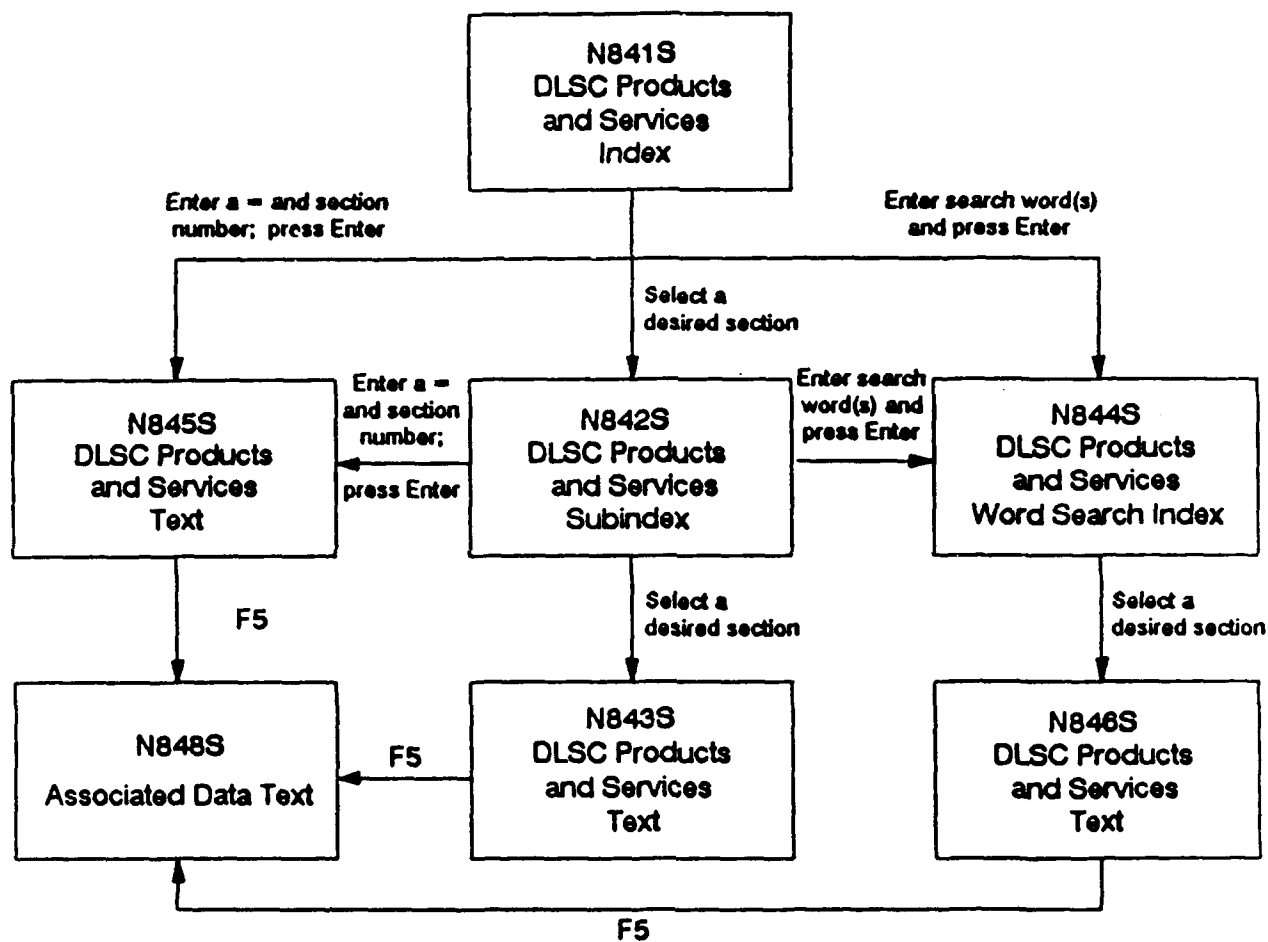 N841S
DLSC Products
and Services
Index
Enter a = and section
number; press Enter
Enter search word(s)
and press Enter
Select a
desired section
N845S
DLSC Products
and Services
Text
Enter a =
and section
number;
press Enter
N842S
DLSC Products
and Services
Subindex
Enter search
word(s) and
press Enter
N844S
DLSC Products
and Services
Word Search Index
F5
Select a
desired section
Select a
desired section
N848S
Associated Data Text
F5
N843S
DLSC Products
and Services
Text
N846S
DLSC Products
and Services
Text
F5